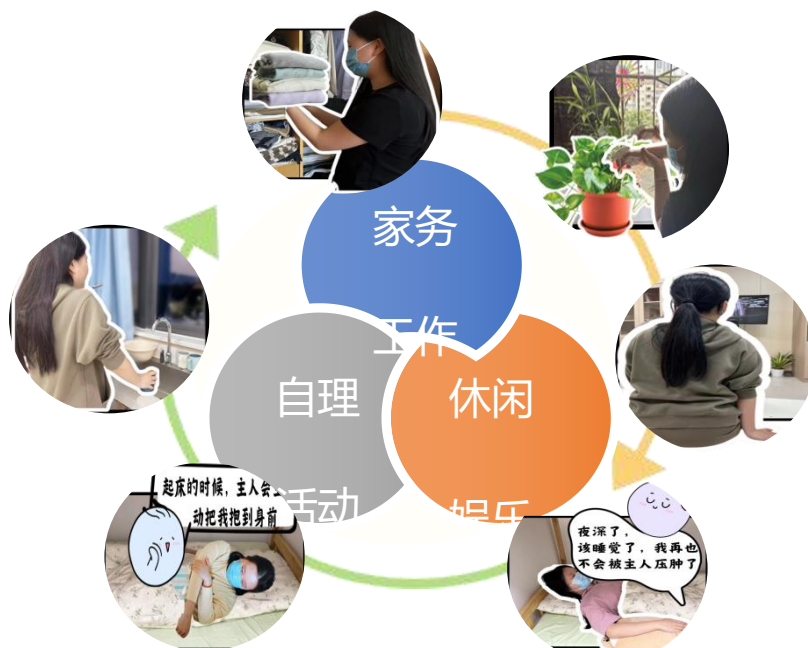 家务
工作
自理
活动
休闲
娱乐
起床的时候，主人会主
动把我抱到身前
夜深了，
该睡觉了，我再也
不会被主人压肿了